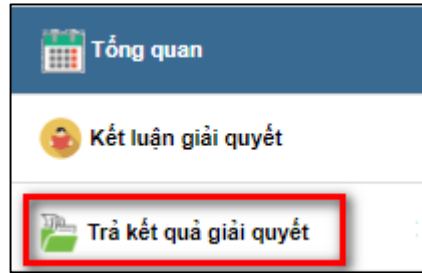 Tổng quan
Kết luận giải quyết
Trả kết quả giải quyết